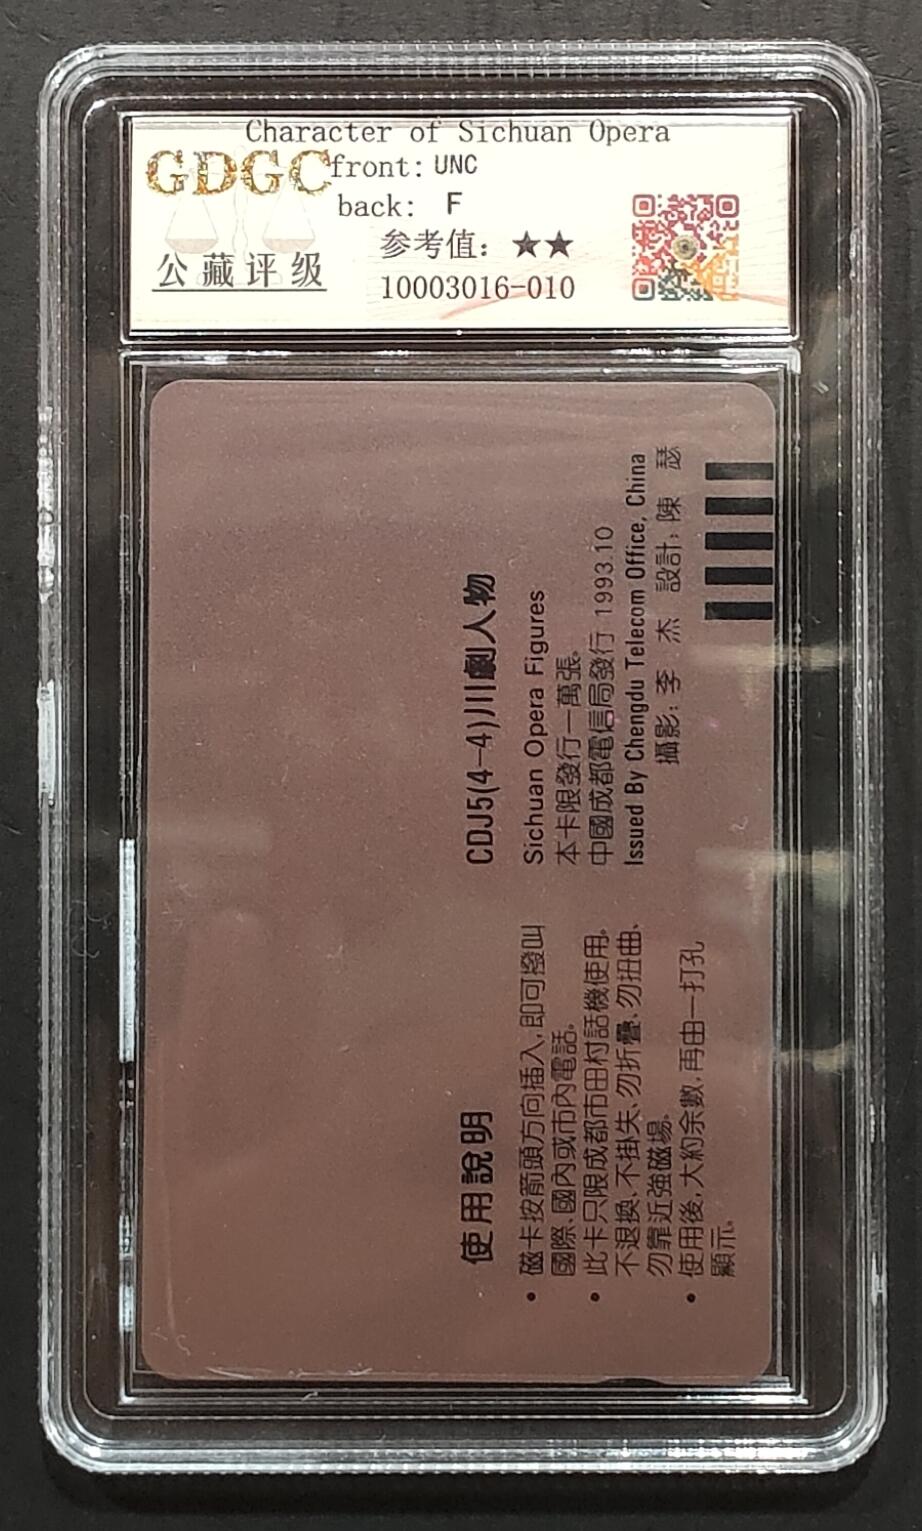 Character of Sichuan Opera
GDGC
front: UNC
back: F
参考值: ★★
公藏评级
10003016-010
使用說明
• 磁卡按箭頭方向插入,即可撥叫
國際、國內或市內電話。
• 此卡只限成都市田村話機使用。
不退換、不掛失、勿折疊、勿扭曲、
勿靠近強磁場。
• 使用後,大約余數,再由一打孔
顯示。
CDJ5(4-4)川劇人物
Sichuan Opera Figures
本卡限發行一萬張。
中國成都電信局發行 1993.10
Issued By Chengdu Telecom Office, China
攝影: 李 杰 設計: 陳 瑟